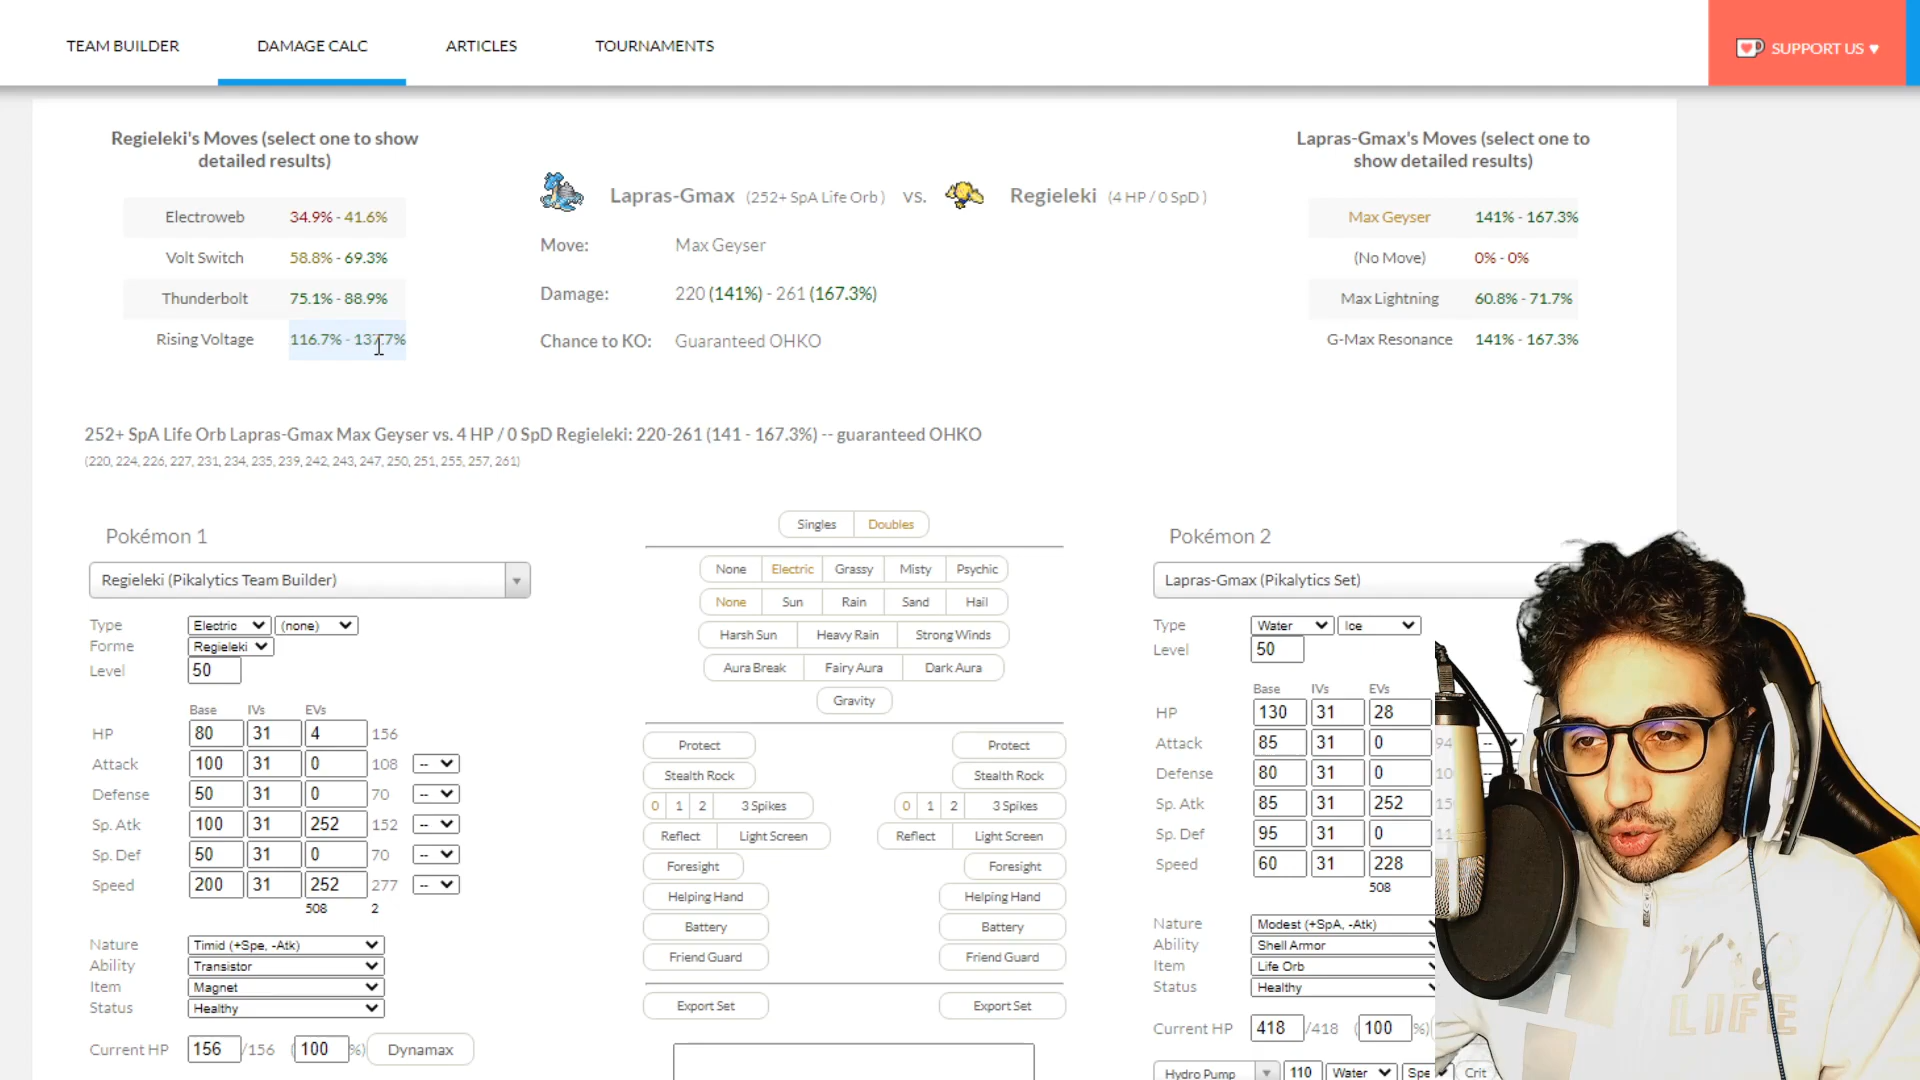 TEAM BUILDER DAMAGE CALC ARTICLES TOURNAMENTS SUPPORT US ♥
Regieleki's Moves (select one to show
detailed results)
Electroweb 34.9% - 41.6%
Volt Switch 58.8% - 69.3%
Thunderbolt 75.1% - 88.9%
Rising Voltage 116.7% - 137.7%
Lapras-Gmax (252+ SpA Life Orb ) VS. Regieleki (4 HP / 0 SpD )
Move: Max Geyser
Damage: 220 (141%) - 261 (167.3%)
Chance to KO: Guaranteed OHKO
Lapras-Gmax's Moves (select one to
show detailed results)
Max Geyser 141% - 167.3%
(No Move) 0% - 0%
Max Lightning 60.8% - 71.7%
G-Max Resonance 141% - 167.3%
252+ SpA Life Orb Lapras-Gmax Max Geyser vs. 4 HP / 0 SpD Regieleki: 220-261 (141 - 167.3%) -- guaranteed OHKO
(220, 224, 226, 227, 231, 234, 235, 239, 242, 243, 247, 250, 251, 255, 257, 261)
Pokémon 1
Regieleki (Pikalytics Team Builder)
Type Electric (none)
Forme Regieleki
Level 50
Base IVs EVs
HP 80 31 4 156
Attack 100 31 0 108 --
Defense 50 31 0 70 --
Sp. Atk 100 31 252 152 --
Sp. Def 50 31 0 70 --
Speed 200 31 252 277 --
508 2
Nature Timid (+Spe, -Atk)
Ability Transistor
Item Magnet
Status Healthy
Current HP 156 /156 ( 100 %) Dynamax
Singles Doubles
None Electric Grassy Misty Psychic
None Sun Rain Sand Hail
Harsh Sun Heavy Rain Strong Winds
Aura Break Fairy Aura Dark Aura
Gravity
Protect Protect
Stealth Rock Stealth Rock
0 1 2 3 Spikes 0 1 2 3 Spikes
Reflect Light Screen Reflect Light Screen
Foresight Foresight
Helping Hand Helping Hand
Battery Battery
Friend Guard Friend Guard
Export Set Export Set
Pokémon 2
Lapras-Gmax (Pikalytics Set)
Type Water Ice
Level 50
Base IVs EVs
HP 130 31 28
Attack 85 31 0 94 --
Defense 80 31 0
Sp. Atk 85 31 252
Sp. Def 95 31 0
Speed 60 31 228
508
Nature Modest (+SpA, -Atk)
Ability Shell Armor
Item Life Orb
Status Healthy
Current HP 418 /418 ( 100 %)
Hydro Pump 110 Water Spe Crit
LIFE